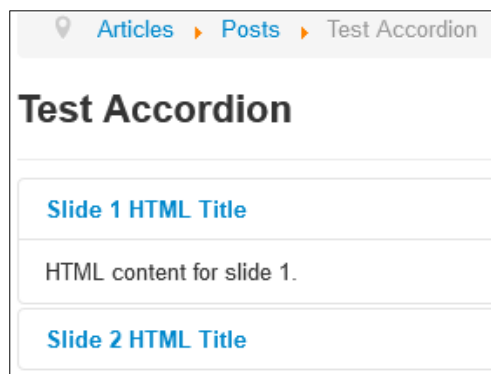 Articles Posts Test Accordion
Test Accordion
Slide 1 HTML Title
HTML content for slide 1.
Slide 2 HTML Title